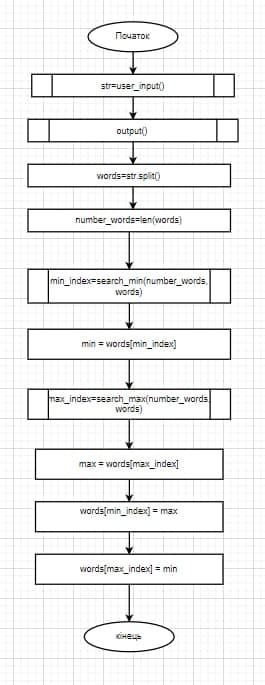 Початок
str=user_input()
output()
words=str.split()
number_words=len(words)
min_index=search_min(number_words,
words)
min = words[min_index]
max_index=search_max(number_words,
words)
max = words[max_index]
words[min_index] = max
words[max_index] = min
кінець